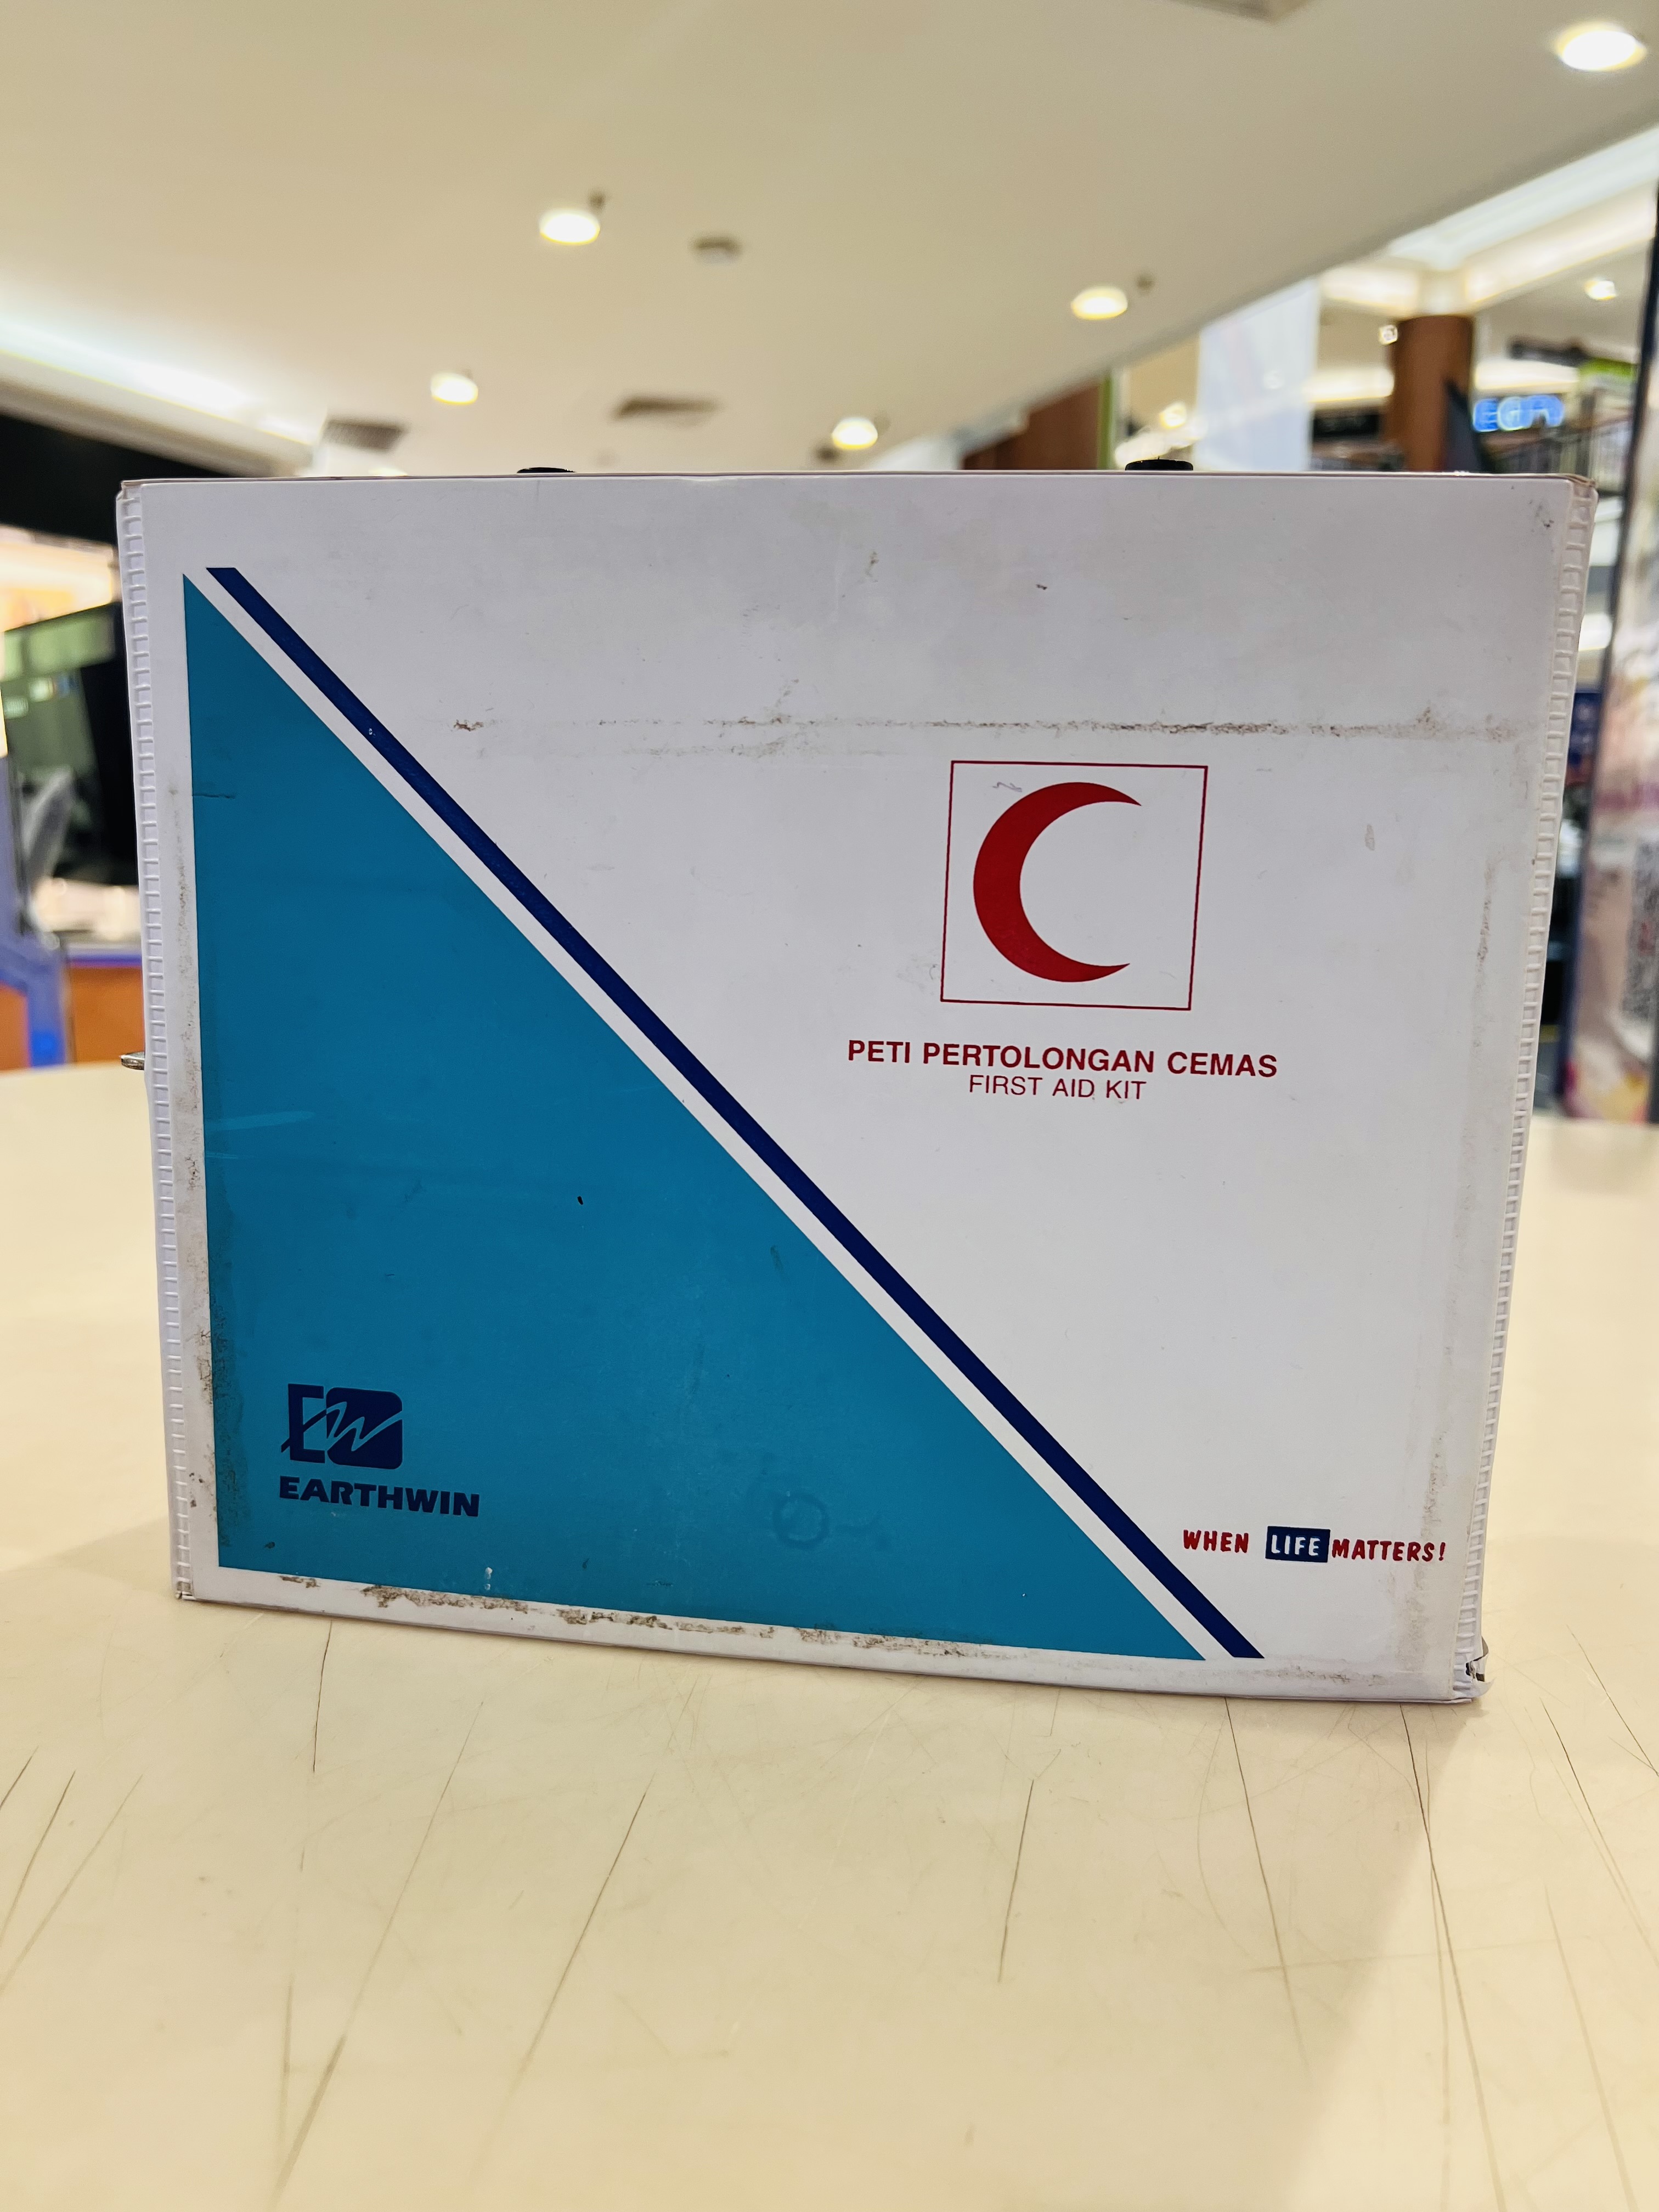 PETI PERTOLONGAN CEMAS
FIRST AID KIT
EARTHWIN
WHEN LIFE MATTERS!